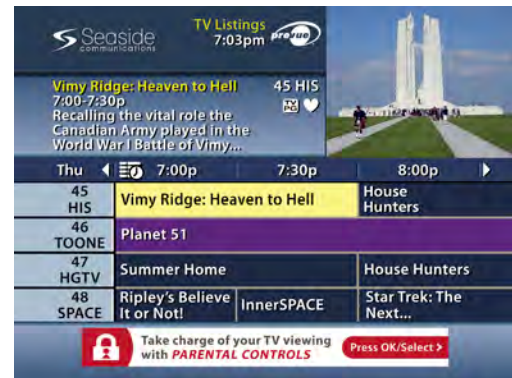 Seaside
communications
TV Listings
7:03pm
Vimy Ridge: Heaven to Hell
45 HIS
7:00-7:30p
TV
PG
Recalling the vital role the
Canadian Army played in the
World War I Battle of Vimy...
Thu
7:00p
7:30p
8:00p
45
HIS
Vimy Ridge: Heaven to Hell
House
Hunters
46
TOONE
Planet 51
47
HGTV
Summer Home
House Hunters
48
SPACE
Ripley's Believe
It or Not!
InnerSPACE
Star Trek: The
Next...
Take charge of your TV viewing
with PARENTAL CONTROLS
Press OK/Select >